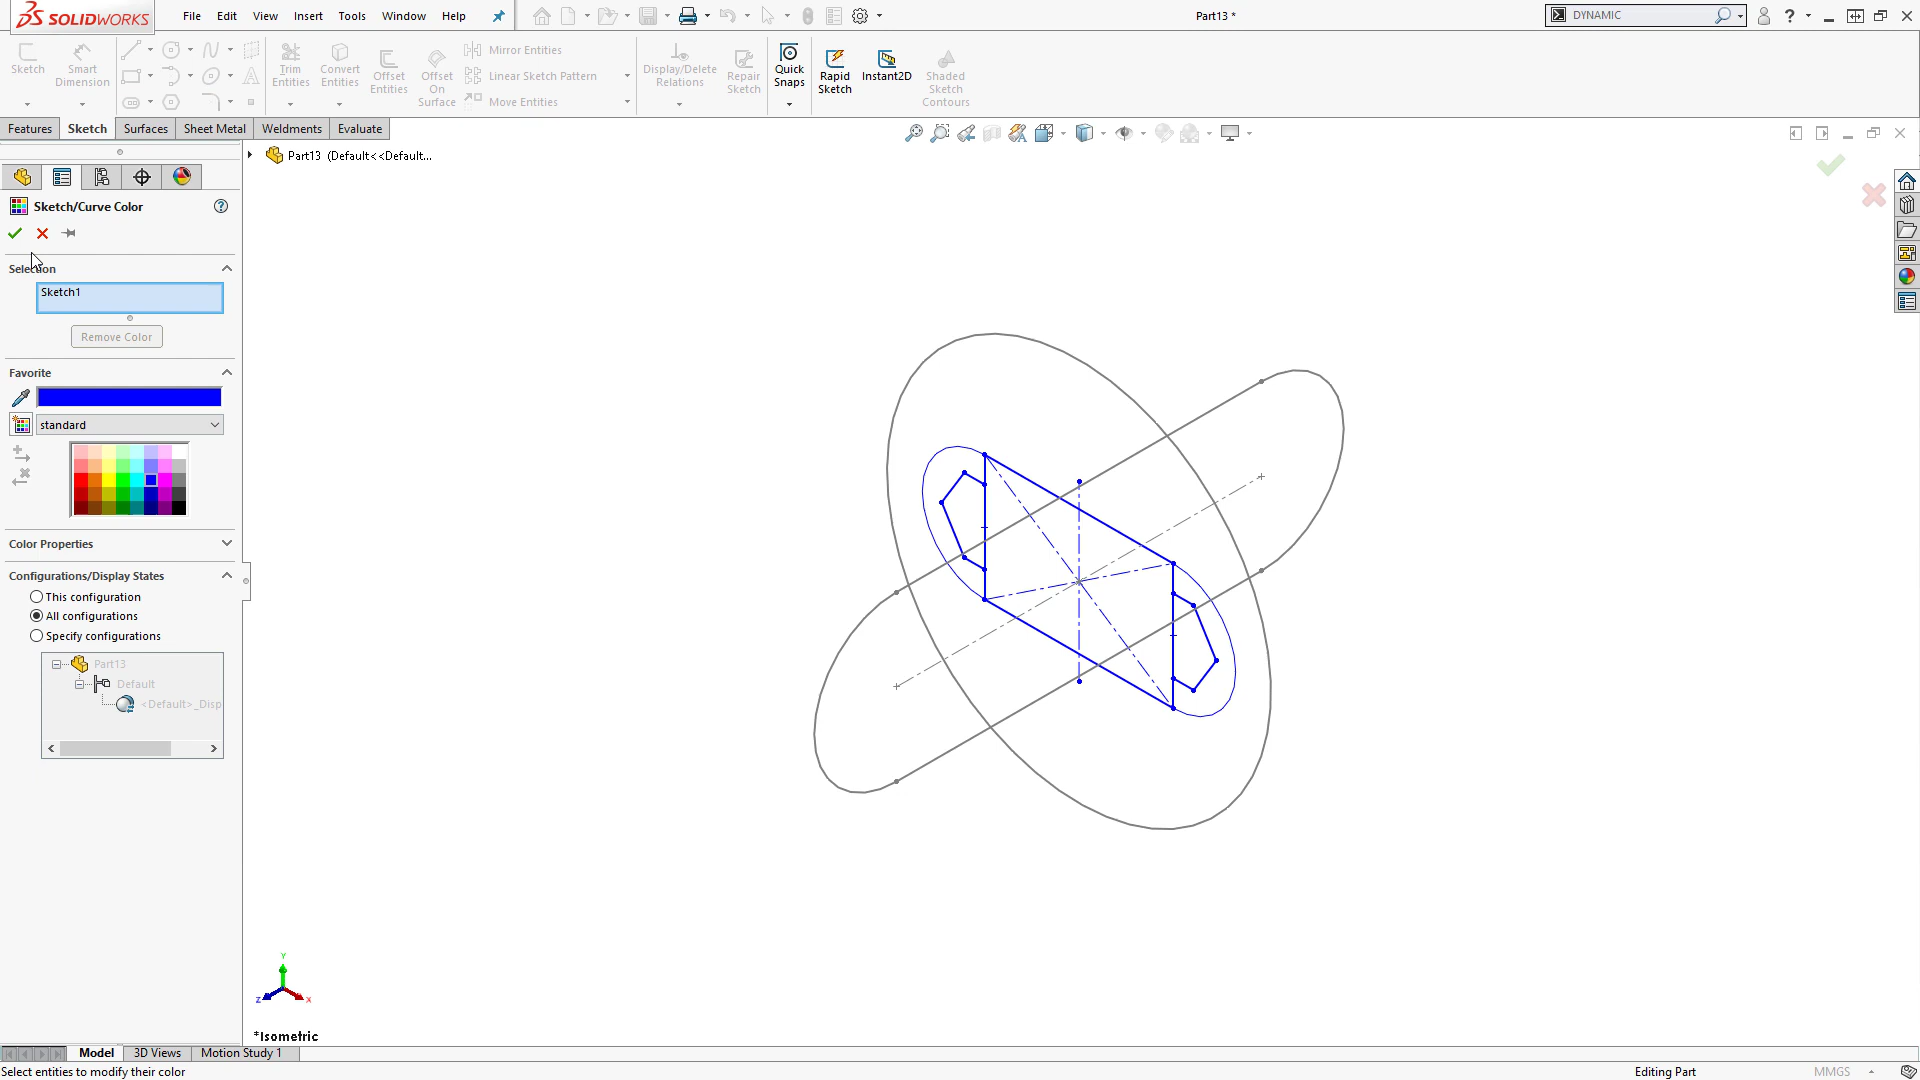 SOLIDWORKS
File Edit View Insert Tools Window Help
Part13 *
DYNAMIC
Sketch
Smart Dimension
Trim Entities
Convert Entities
Offset Entities
Offset On Surface
Mirror Entities
Linear Sketch Pattern
Move Entities
Display/Delete Relations
Repair Sketch
Quick Snaps
Rapid Sketch
Instant2D
Shaded Sketch Contours
Features Sketch Surfaces Sheet Metal Weldments Evaluate
Part13 (Default<<Default...
Sketch/Curve Color
Selection
Sketch1
Remove Color
Favorite
standard
Color Properties
Configurations/Display States
This configuration
All configurations
Specify configurations
Part13
Default
<Default>_Disp
Y
Z
X
*Isometric
Model 3D Views Motion Study 1
Select entities to modify their color
Editing Part
MMGS